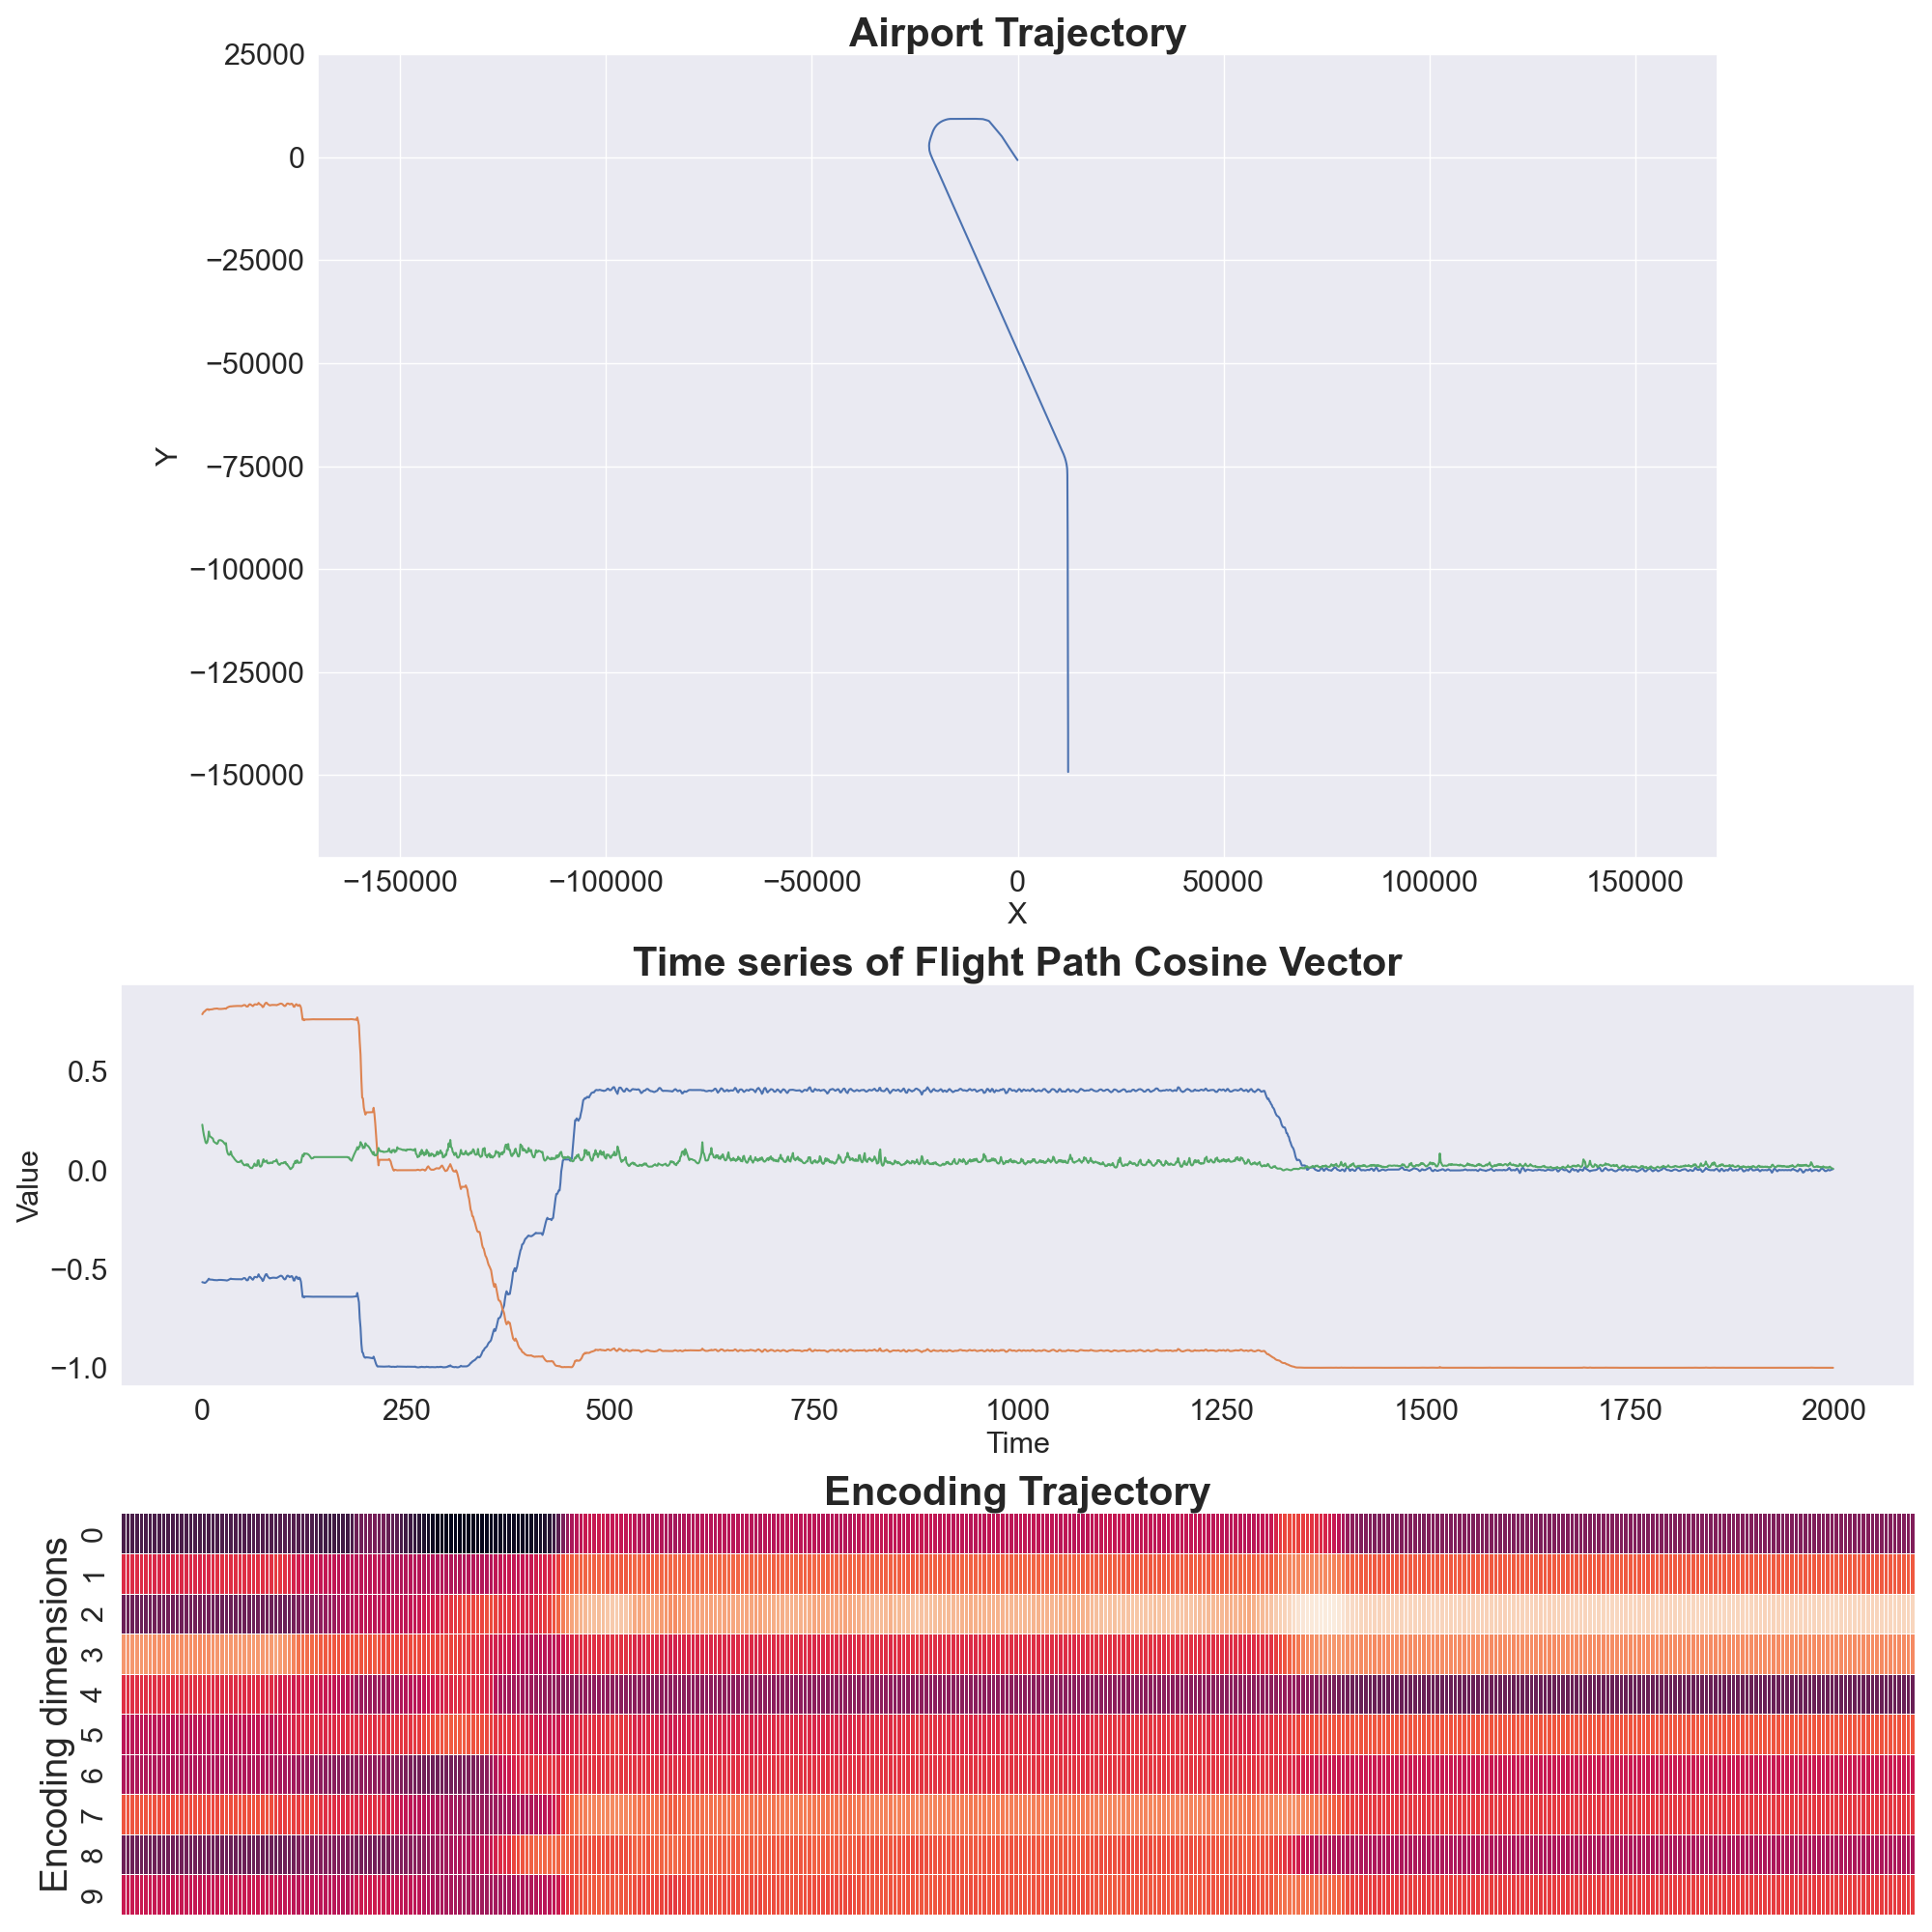 Airport Trajectory
25000
0
−25000
−50000
−75000
−100000
−125000
−150000
Y
−150000 −100000 −50000 0 50000 100000 150000
X
Time series of Flight Path Cosine Vector
0.5
0.0
−0.5
−1.0
Value
0 250 500 750 1000 1250 1500 1750 2000
Time
Encoding Trajectory
Encoding dimensions
0
1
2
3
4
5
6
7
8
9